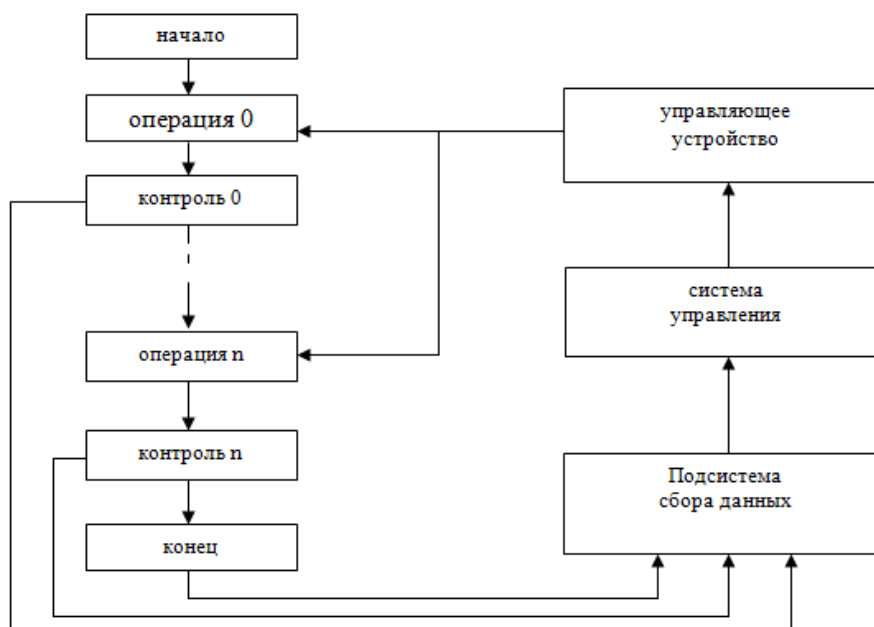 начало
операция 0
контроль 0
операция n
контроль n
конец
управляющее
устройство
система
управления
Подсистема
сбора данных